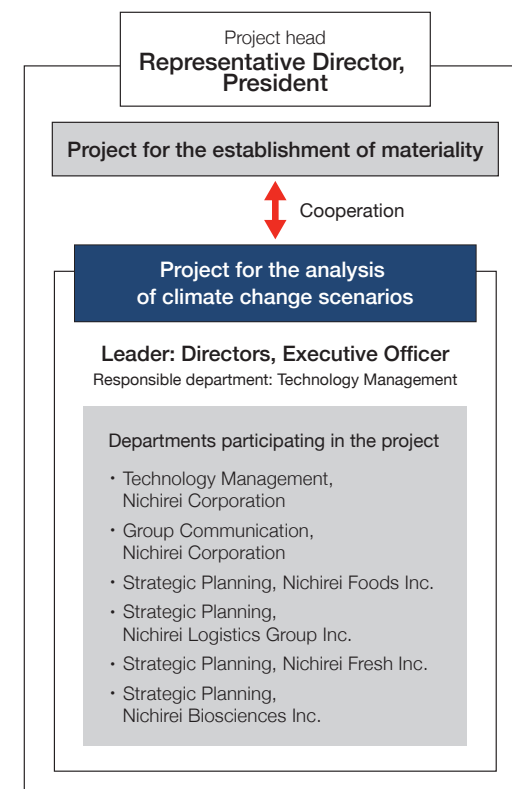 Project head
Representative Director,
President
Project for the establishment of materiality
Cooperation
Project for the analysis
of climate change scenarios
Leader: Directors, Executive Officer
Responsible department: Technology Management
Departments participating in the project
・Technology Management,
Nichirei Corporation
・Group Communication,
Nichirei Corporation
・Strategic Planning, Nichirei Foods Inc.
・Strategic Planning,
Nichirei Logistics Group Inc.
・Strategic Planning, Nichirei Fresh Inc.
・Strategic Planning,
Nichirei Biosciences Inc.